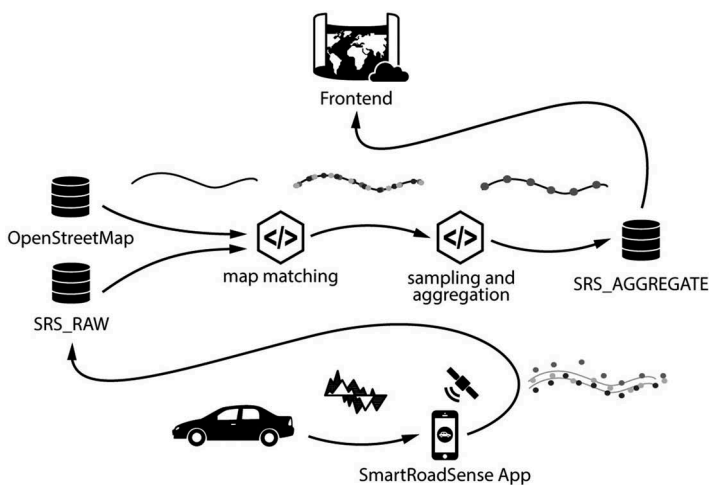 Frontend
OpenStreetMap
</>
map matching
</>
sampling and
aggregation
SRS_AGGREGATE
SRS_RAW
SmartRoadSense App